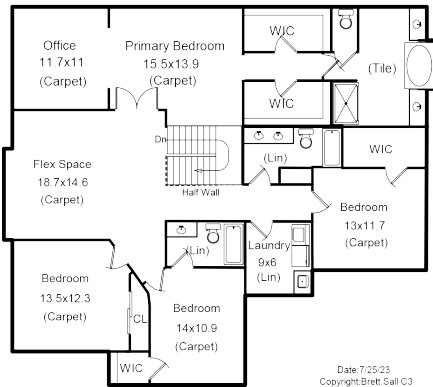 Office
11.7x11
(Carpet)
Primary Bedroom
15.5x13.9
(Carpet)
WIC
WIC
(Tile)
Dn
Flex Space
18.7x14.6
(Carpet)
Half Wall
(Lin)
WIC
Bedroom
13x11.7
(Carpet)
(Lin)
Laundry
9x6
(Lin)
Bedroom
13.5x12.3
(Carpet)
CL
Bedroom
14x10.9
(Carpet)
WIC
Date:7/25/23
Copyright:Brett Sall C3